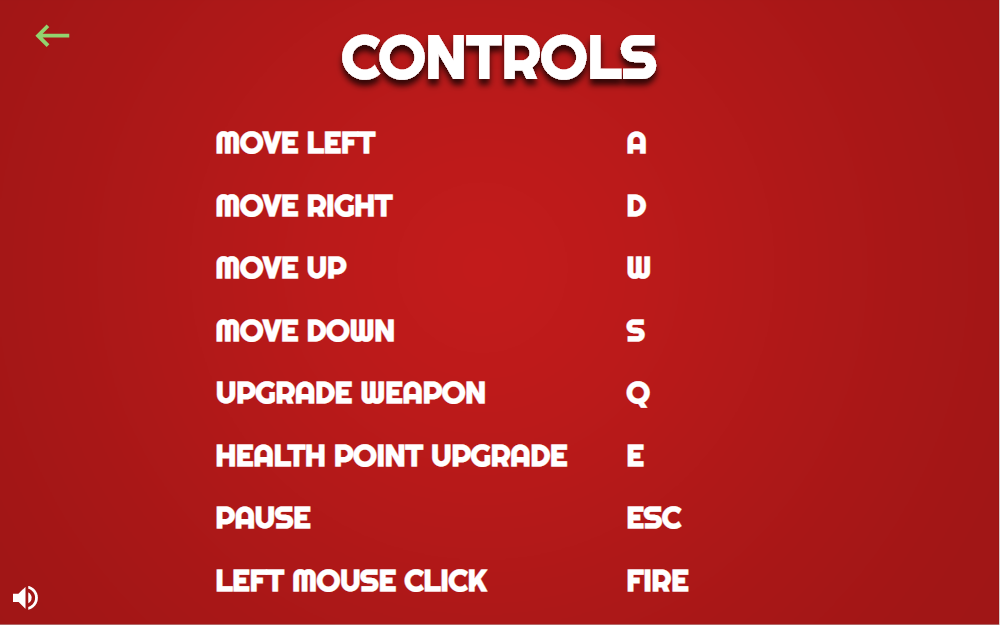 CONTROLS
MOVE LEFT A
MOVE RIGHT D
MOVE UP W
MOVE DOWN S
UPGRADE WEAPON Q
HEALTH POINT UPGRADE E
PAUSE ESC
LEFT MOUSE CLICK FIRE